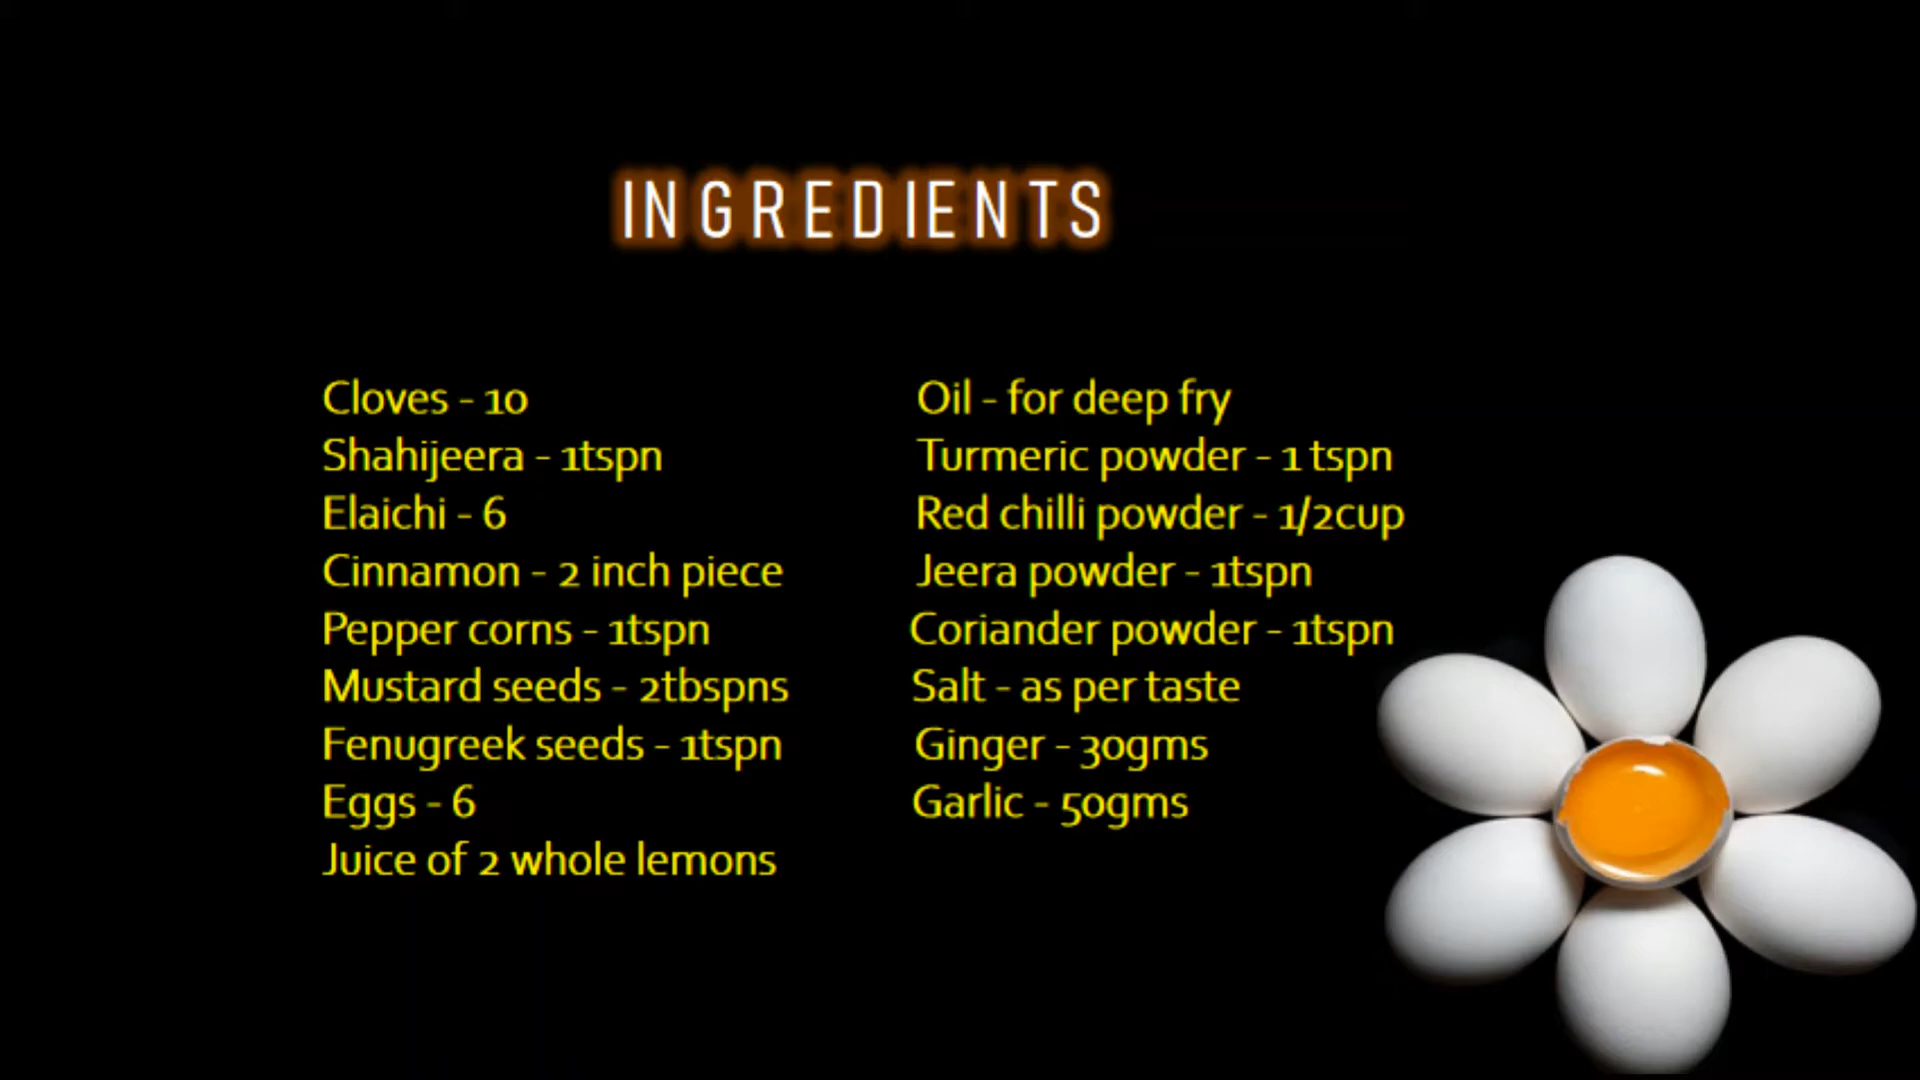 INGREDIENTS
Cloves - 10
Shahijeera - 1tspn
Elaichi - 6
Cinnamon - 2 inch piece
Pepper corns - 1tspn
Mustard seeds - 2tbspns
Fenugreek seeds - 1tspn
Eggs - 6
Juice of 2 whole lemons
Oil - for deep fry
Turmeric powder - 1 tspn
Red chilli powder - 1/2cup
Jeera powder - 1tspn
Coriander powder - 1tspn
Salt - as per taste
Ginger - 30gms
Garlic - 50gms